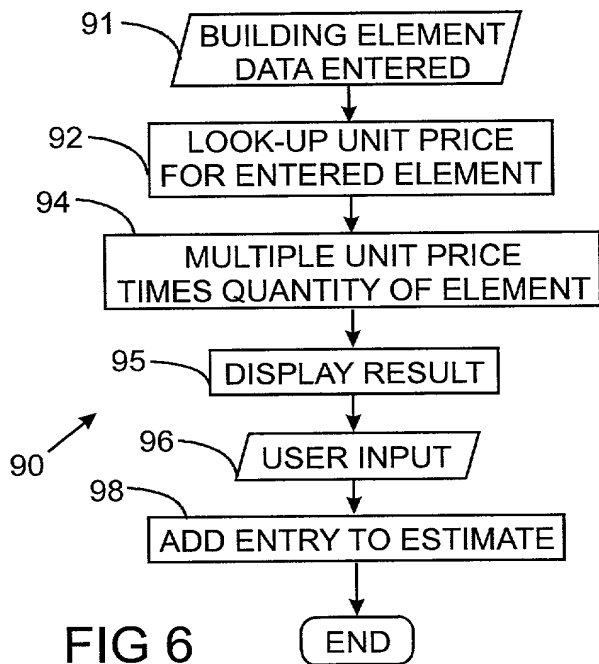 91
BUILDING ELEMENT
DATA ENTERED
92
LOOK-UP UNIT PRICE
FOR ENTERED ELEMENT
94
MULTIPLE UNIT PRICE
TIMES QUANTITY OF ELEMENT
95
DISPLAY RESULT
90
96
USER INPUT
98
ADD ENTRY TO ESTIMATE
END
FIG 6